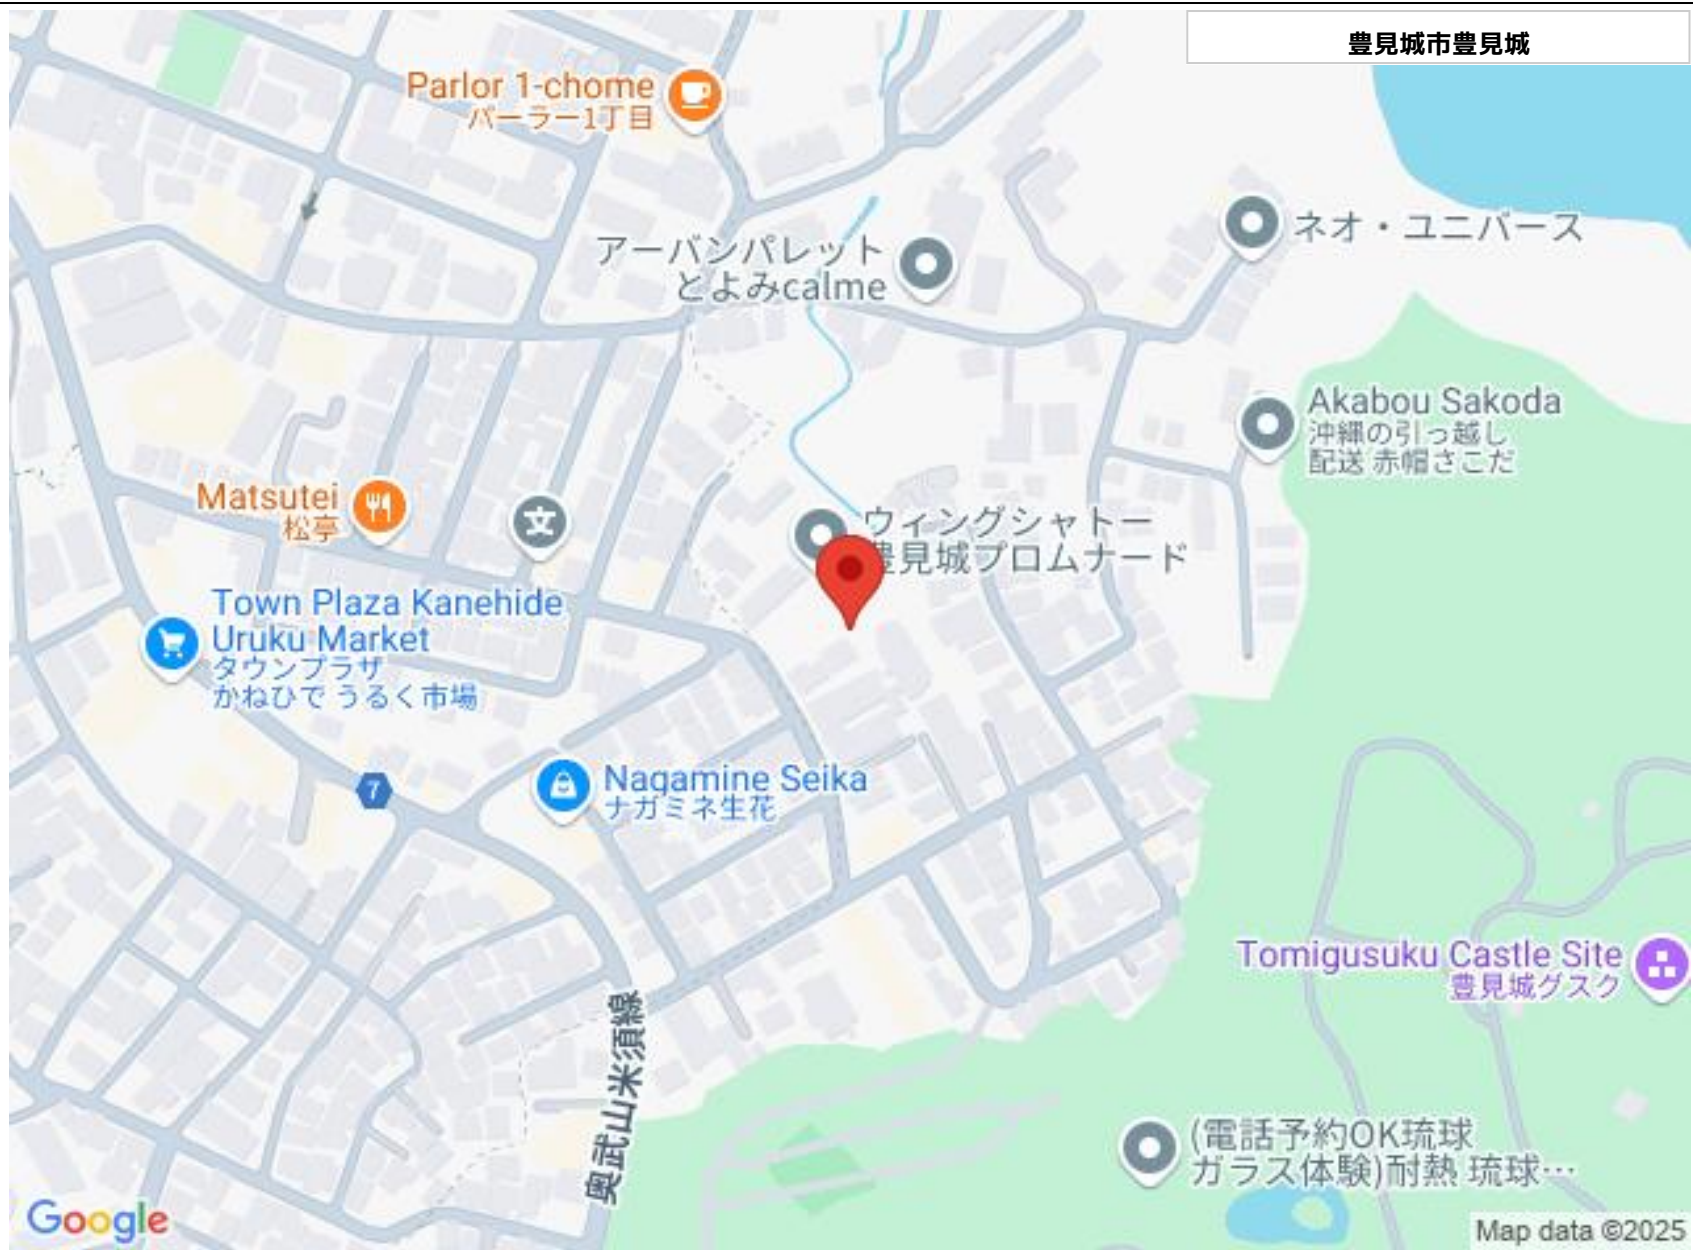 豊見城市豊見城
Parlor 1-chome
パーラー1丁目
アーバンパレット
とよみcalme
ネオ・ユニバース
Akabou Sakoda
沖縄の引っ越し
配送 赤帽さこだ
Matsutei
松亭
文
ウィングシャトー
豊見城プロムナード
Town Plaza Kanehide
Uruku Market
タウンプラザ
かねひで うるく市場
7
Nagamine Seika
ナガミネ生花
Tomigusuku Castle Site
豊見城グスク
奥武山米須線
(電話予約OK琉球
ガラス体験)耐熱 琉球…
Google
Map data ©2025